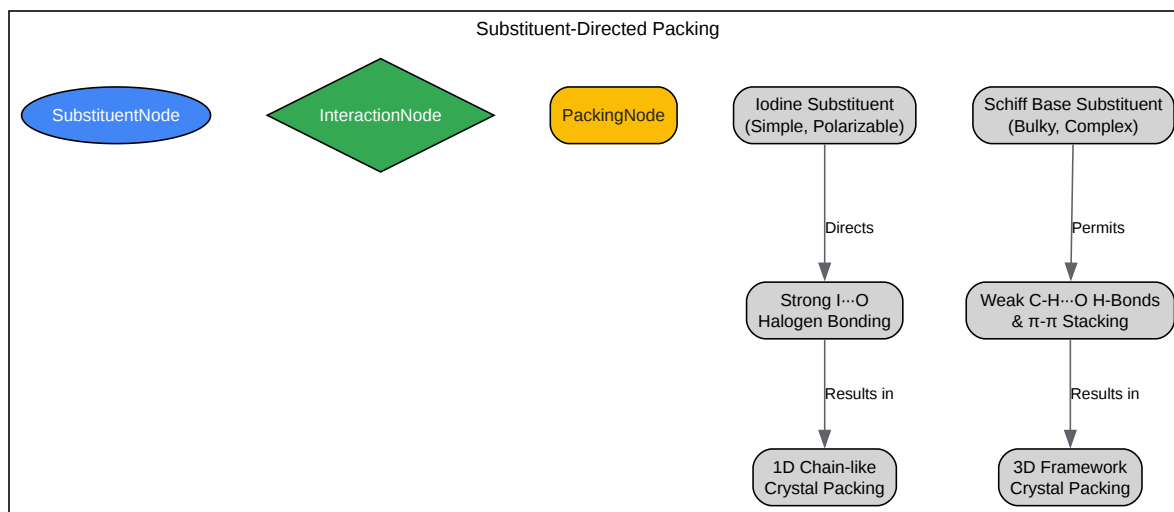 Substituent-Directed Packing
SubstituentNode
InteractionNode
PackingNode
Iodine Substituent
(Simple, Polarizable)
Schiff Base Substituent
(Bulky, Complex)
Directs
Permits
Strong I···O
Halogen Bonding
Weak C-H···O H-Bonds
& π-π Stacking
Results in
Results in
1D Chain-like
Crystal Packing
3D Framework
Crystal Packing